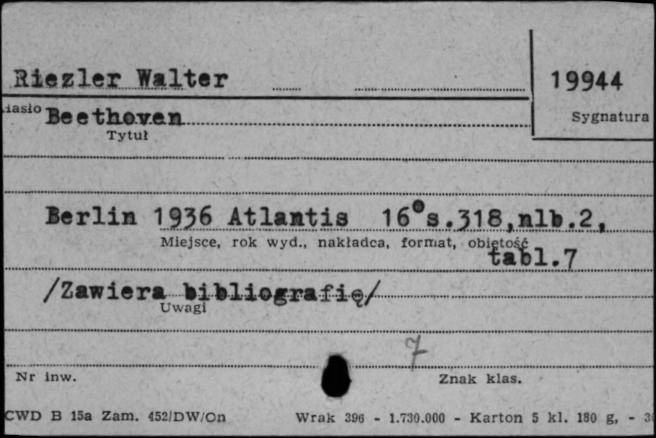 Riezler Walter
19944
iasło Beethoven
Sygnatura
Tytuł
Berlin 1936 Atlantis 16° s.318,nlb.2,
Miejsce, rok wyd., nakładca, format, objętość
tabl.7
/Zawiera bibliografię/
Uwagi
7
Nr inw.
Znak klas.
CWD B 15a Zam. 452/DW/On Wrak 396 - 1.730.000 - Karton 5 kl. 180 g, - 30